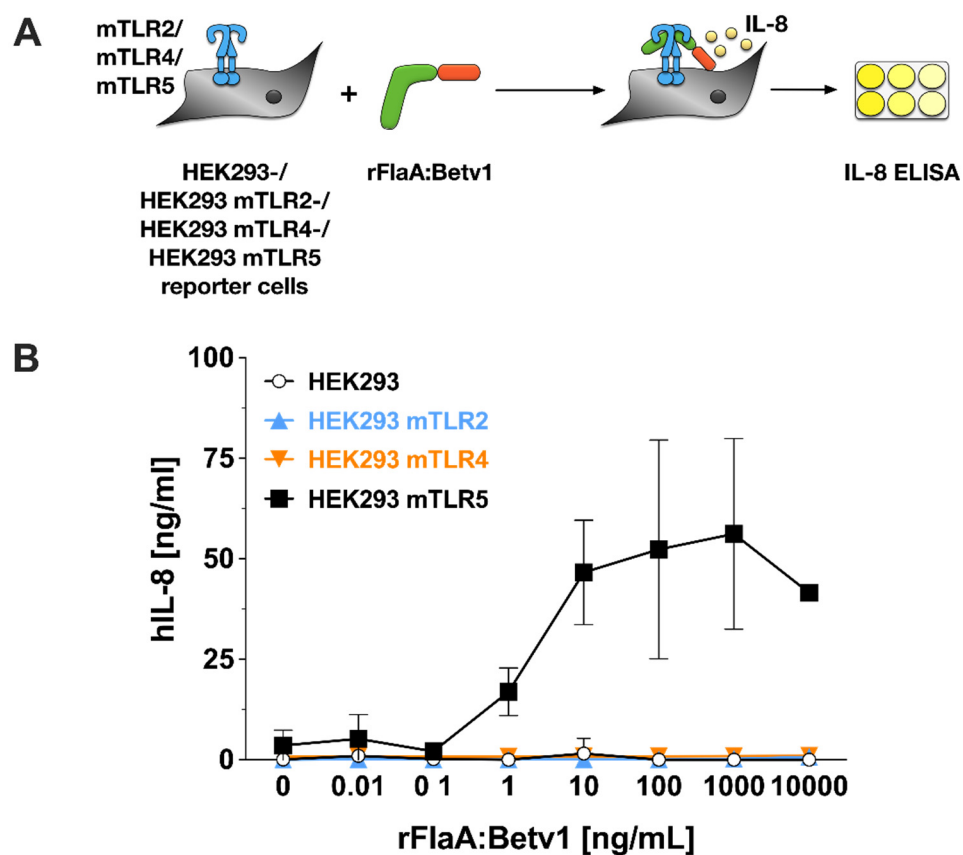 A
mTLR2/
mTLR4/
mTLR5
IL-8
+
HEK293-/
HEK293 mTLR2-/
HEK293 mTLR4-/
HEK293 mTLR5
reporter cells
rFlaA:Betv1
IL-8 ELISA
B
HEK293
HEK293 mTLR2
HEK293 mTLR4
HEK293 mTLR5
hIL-8 [ng/ml]
100
75
50
25
0
0 0.01 0 1 1 10 100 1000 10000
rFlaA:Betv1 [ng/mL]